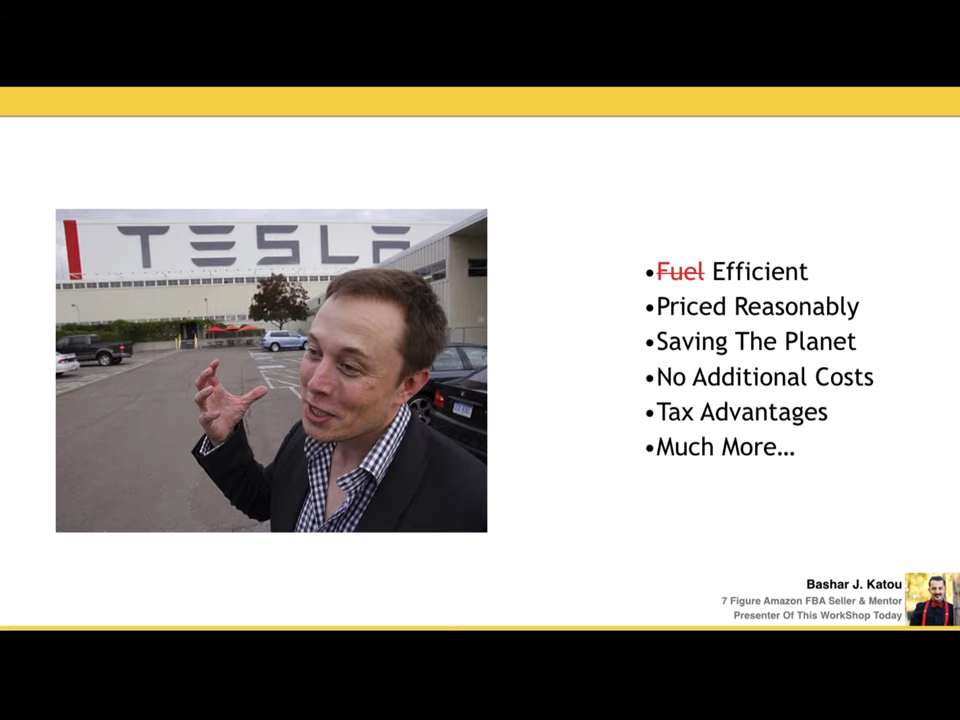 TESLA
•Fuel Efficient
•Priced Reasonably
•Saving The Planet
•No Additional Costs
•Tax Advantages
•Much More…
Bashar J. Katou
7 Figure Amazon FBA Seller & Mentor
Presenter Of This WorkShop Today